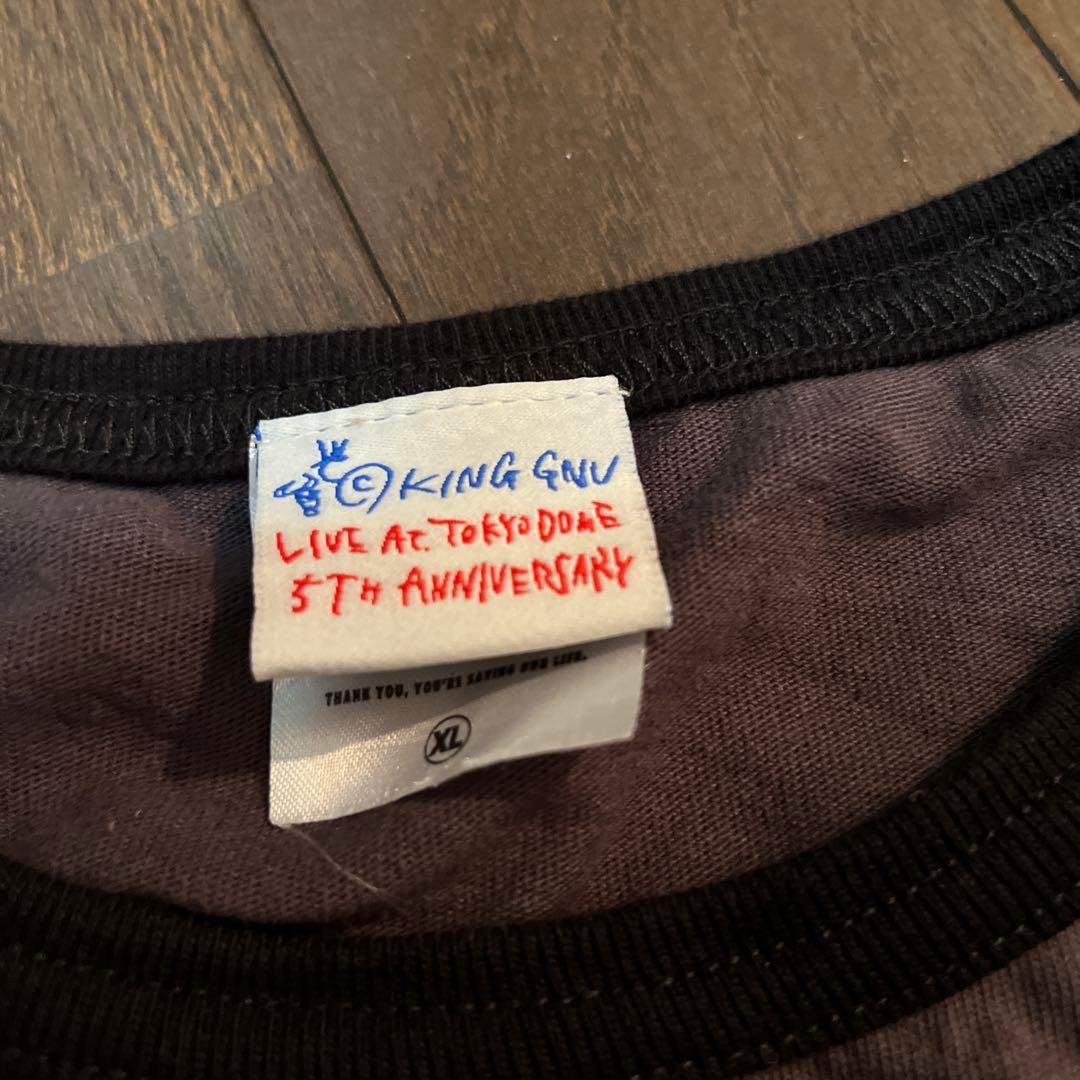 © KING GNU
LIVE AT. TOKYO DOME
5TH ANNIVERSARY
THANK YOU, YOU'RE SAVING OUR LIFE.
XL